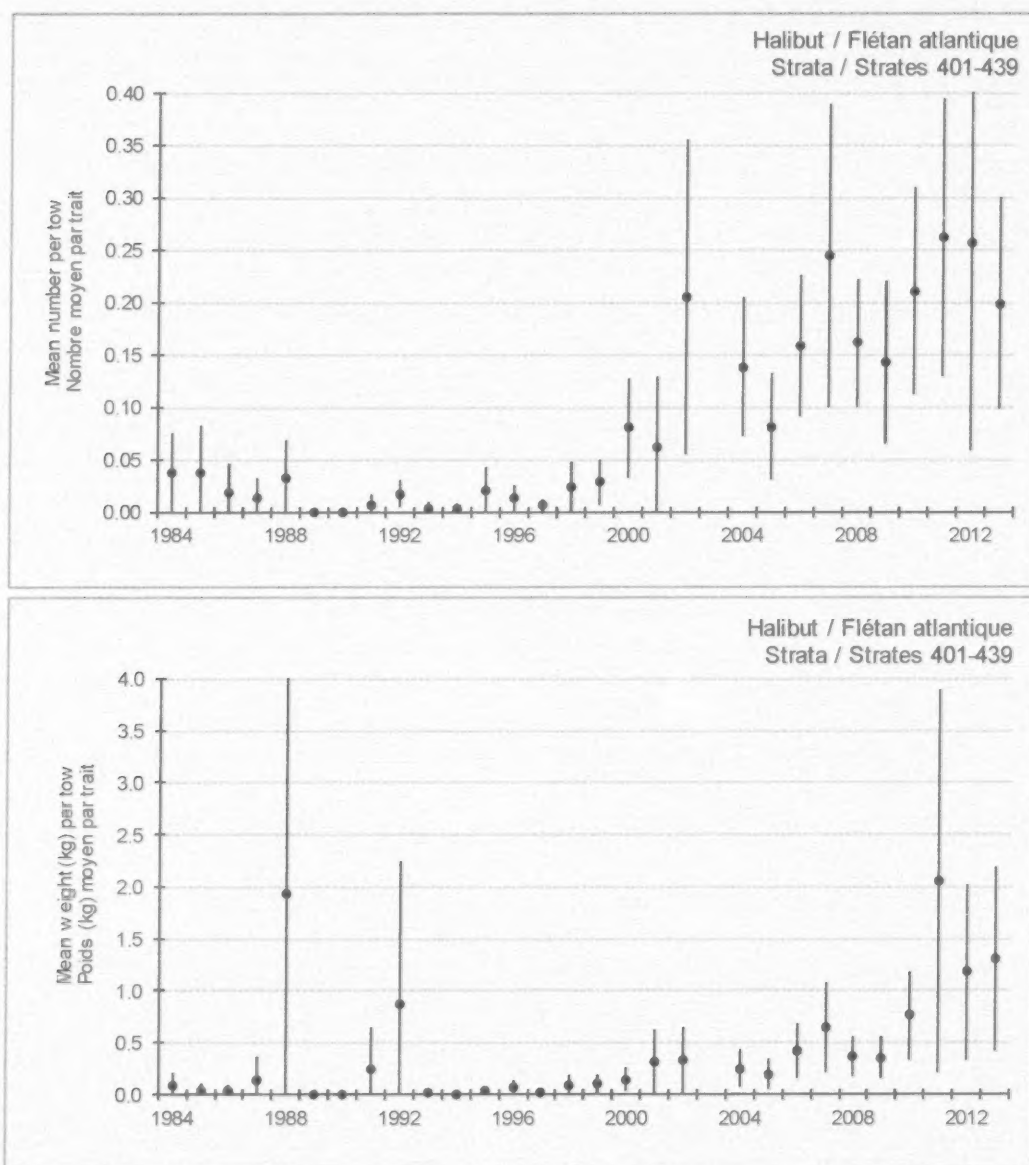 Halibut / Flétan atlantique
Strata / Strates 401-439
Mean number per tow
Nombre moyen par trait
0.40
0.35
0.30
0.25
0.20
0.15
0.10
0.05
0.00
1984 1988 1992 1996 2000 2004 2008 2012
Halibut / Flétan atlantique
Strata / Strates 401-439
Mean w eight (kg) per tow
Poids (kg) moyen par trait
4.0
3.5
3.0
2.5
2.0
1.5
1.0
0.5
0.0
1984 1988 1992 1996 2000 2004 2008 2012